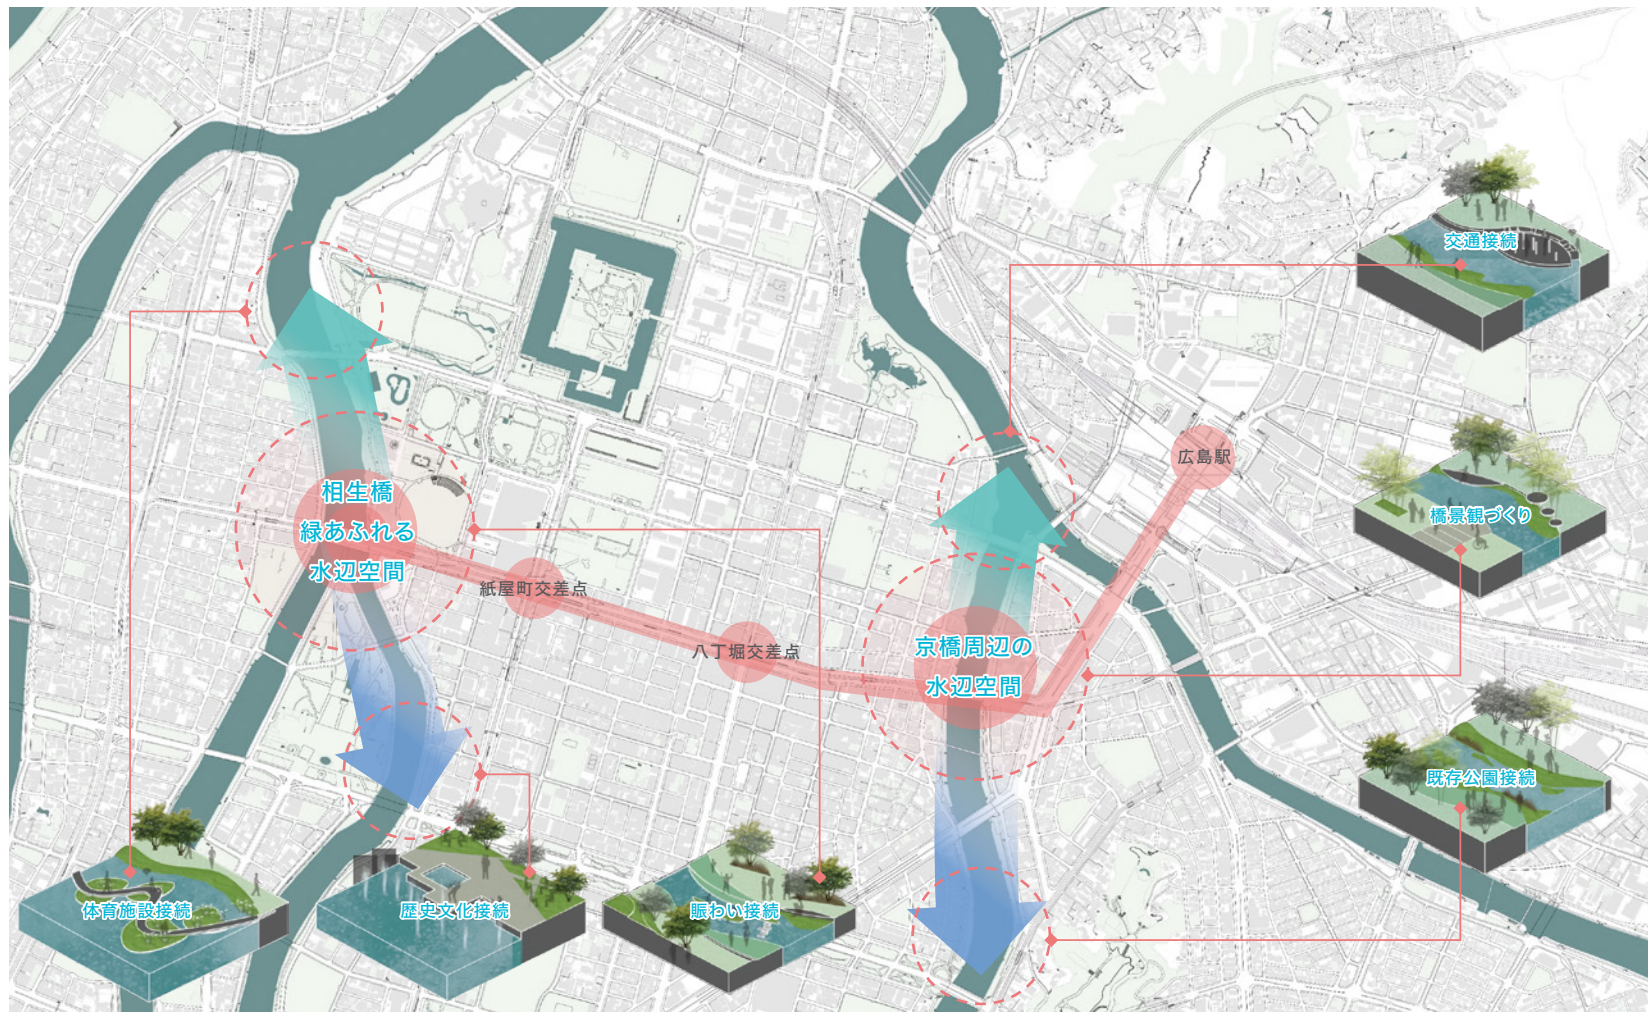 交通接続
広島駅
相生橋
緑あふれる
水辺空間
橋景観づくり
紙屋町交差点
八丁堀交差点
京橋周辺の
水辺空間
既存公園接続
体育施設接続
歴史文化接続
賑わい接続